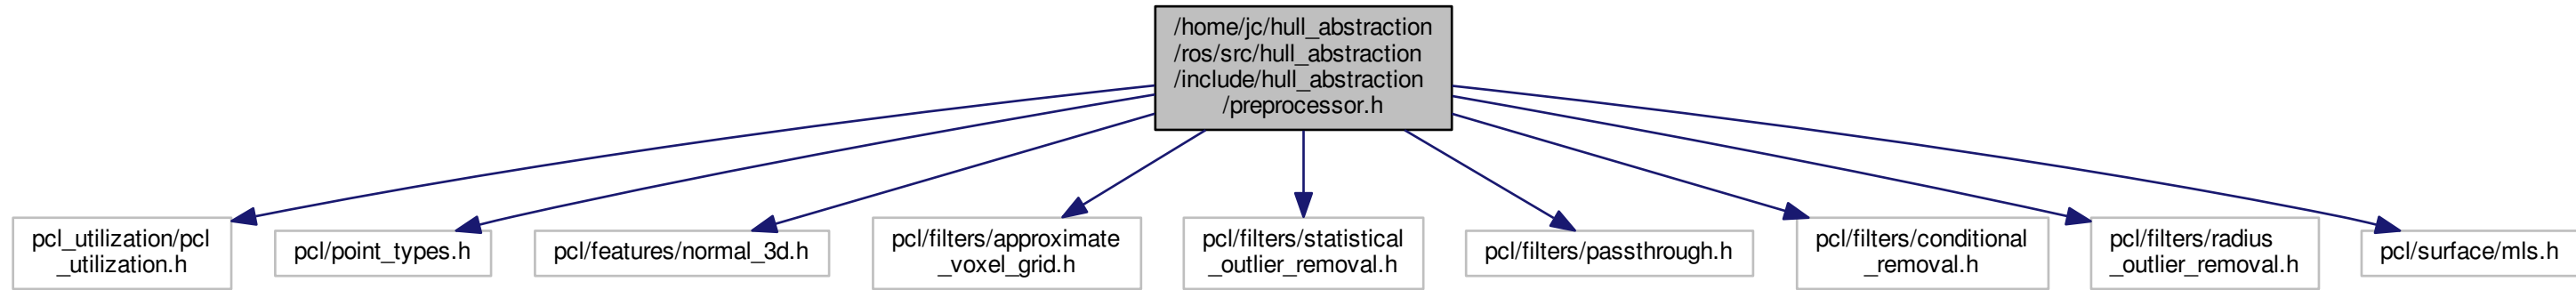 /home/jc/hull_abstraction
/ros/src/hull_abstraction
/include/hull_abstraction
/preprocessor.h
pcl_utilization/pcl
_utilization.h
pcl/point_types.h
pcl/features/normal_3d.h
pcl/filters/approximate
_voxel_grid.h
pcl/filters/statistical
_outlier_removal.h
pcl/filters/passthrough.h
pcl/filters/conditional
_removal.h
pcl/filters/radius
_outlier_removal.h
pcl/surface/mls.h